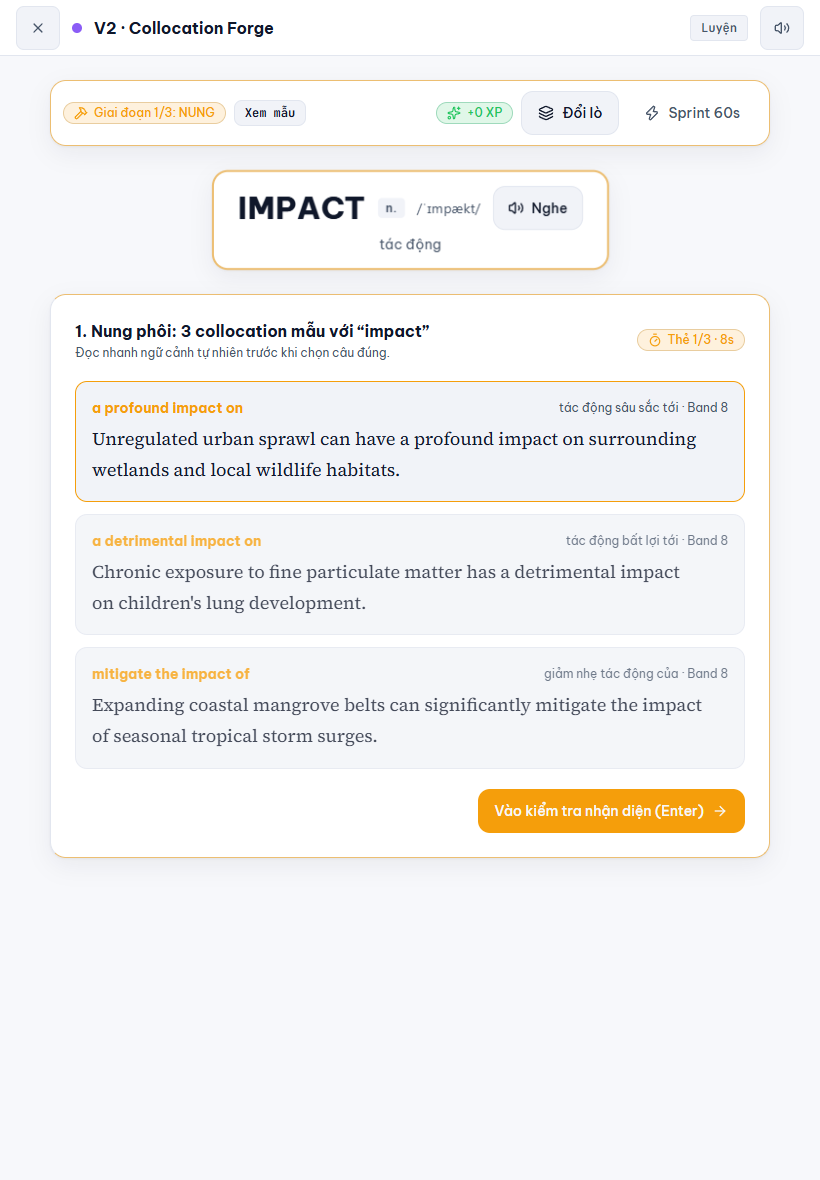 V2 · Collocation Forge
Luyện
Giai đoạn 1/3: NUNG
Xem mẫu
+0 XP
Đổi lò
Sprint 60s
IMPACT n. /ˈɪmpækt/ Nghe
tác động
1. Nung phôi: 3 collocation mẫu với “impact”
Đọc nhanh ngữ cảnh tự nhiên trước khi chọn câu đúng.
Thẻ 1/3 · 8s
a profound impact on
tác động sâu sắc tới · Band 8
Unregulated urban sprawl can have a profound impact on surrounding
wetlands and local wildlife habitats.
a detrimental impact on
tác động bất lợi tới · Band 8
Chronic exposure to fine particulate matter has a detrimental impact
on children's lung development.
mitigate the impact of
giảm nhẹ tác động của · Band 8
Expanding coastal mangrove belts can significantly mitigate the impact
of seasonal tropical storm surges.
Vào kiểm tra nhận diện (Enter) →